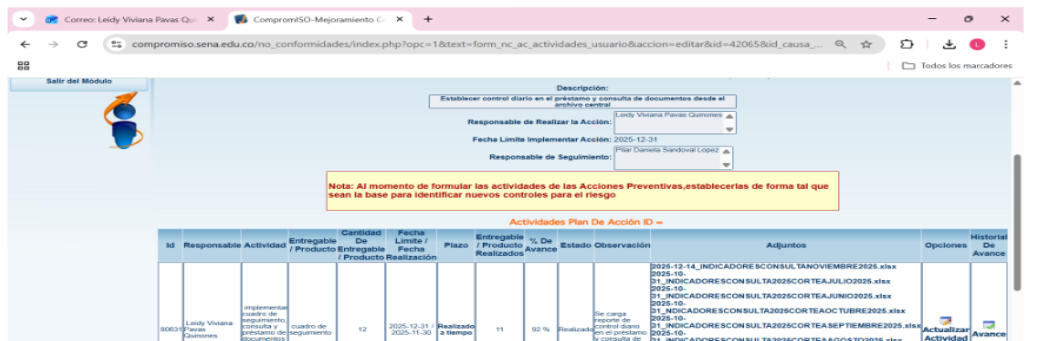 Correo: Leidy Viviana Pavas Qui
CompromISO-Mejoramiento Co
compromiso.sena.edu.co/no_conformidades/index.php?opc=1&text=form_nc_ac_actividades_usuario&accion=editar&id=42065&id_causa_...
L
Todos los marcadores
Salir del Módulo
Descripción:
Establecer control diario en el préstamo y consulta de documentos desde el
archivo central
Responsable de Realizar la Acción: Leidy Viviana Pavas Quinones
Fecha Limite Implementar Acción: 2025-12-31
Responsable de Seguimiento: Pilar Daniela Sandoval Lopez
Nota: Al momento de formular las actividades de las Acciones Preventivas,establecerlas de forma tal que
sean la base para identificar nuevos controles para el riesgo
Actividades Plan De Acción ID =
Id Responsable Actividad Entregable / Producto Cantidad De Entregable / Producto Fecha Limite / Fecha Realización Plazo Entregable / Producto Realizados % De Avance Estado Observación Adjuntos Opciones Historial De Avance
80631
Leidy Viviana
Pavas
Quinones
implementar
cuadro de
seguimiento,
consulta y
préstamo de
documentos
cuadro de
seguimiento
12
2025-12-31 /
2025-11-30
Realizado
a tiempo
11
92 %
Realizado
Se carga
reporte de
control diario
en el préstamo
y consulta de
2025-12-14_INDICADORESCONSULTANOVIEMBRE2025.xlsx
2025-10-
31_INDICADORESCONSULTA2025CORTEAJULIO2025.xlsx
2025-10-
31_INDICADORESCONSULTA2025CORTEAJUNIO2025.xlsx
2025-10-
31_NDICADORESCONSULTA2025CORTEAOCTUBRE2025.xlsx
2025-10-
31_INDICADORESCONSULTA2025CORTEASEPTIEMBRE2025.xlsx
2025-10-
31_INDICADORESCONSULTA2025CORTEAAGOSTO2025.xlsx
Actualizar
Actividad
Avance